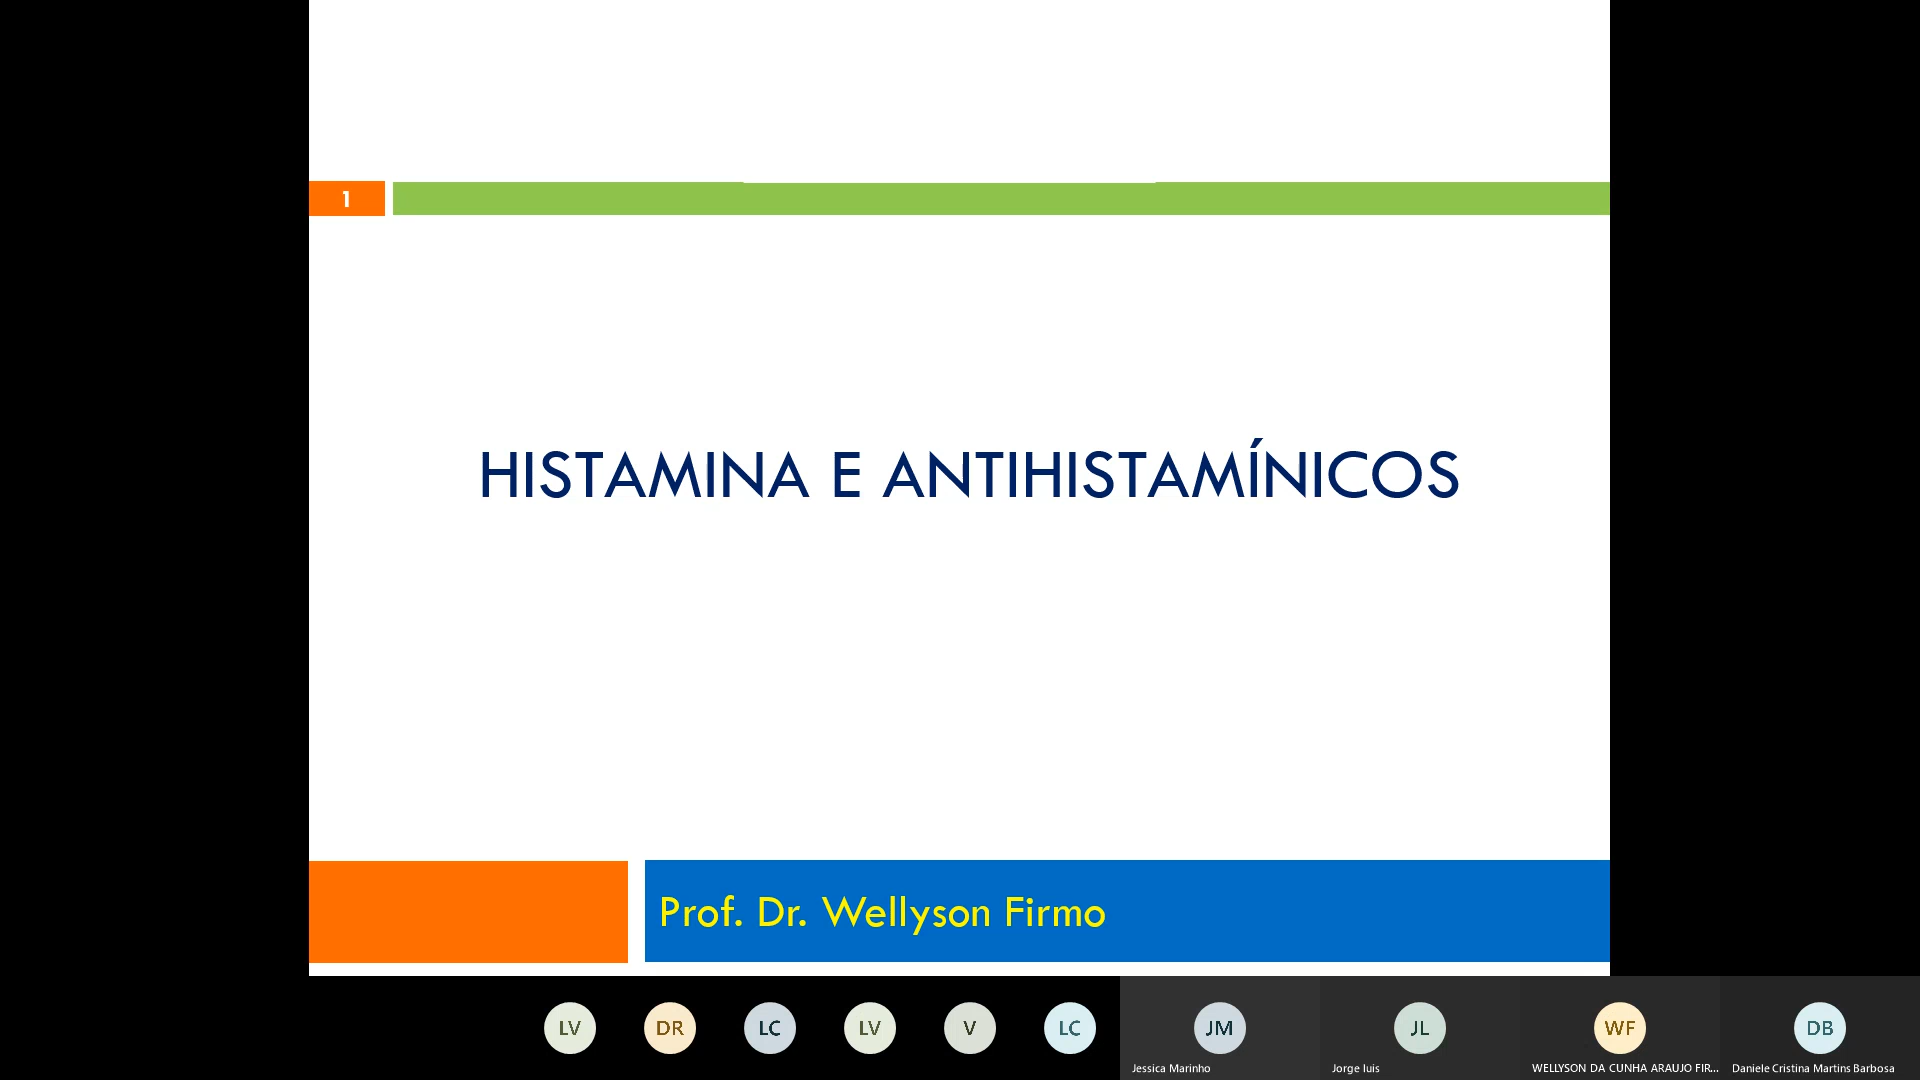 1
HISTAMINA E ANTIHISTAMÍNICOS
Prof. Dr. Wellyson Firmo
LV
DR
LC
LV
V
LC
JM
JL
WF
DB
Jessica Marinho
Jorge luis
WELLYSON DA CUNHA ARAUJO FIR...
Daniele Cristina Martins Barbosa